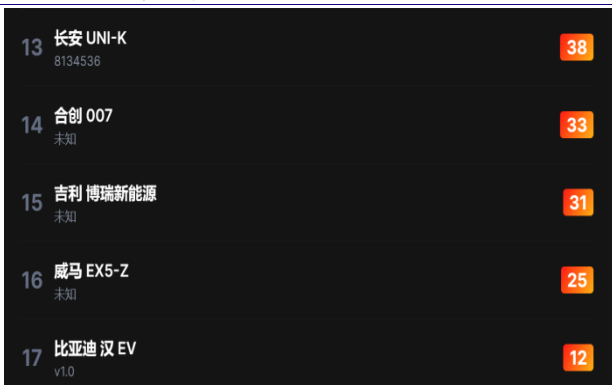 13 长安 UNI-K 38
8134536
14 合创 007 33
未知
15 吉利 博瑞新能源 31
未知
16 威马 EX5-Z 25
未知
17 比亚迪 汉 EV 12
v1.0